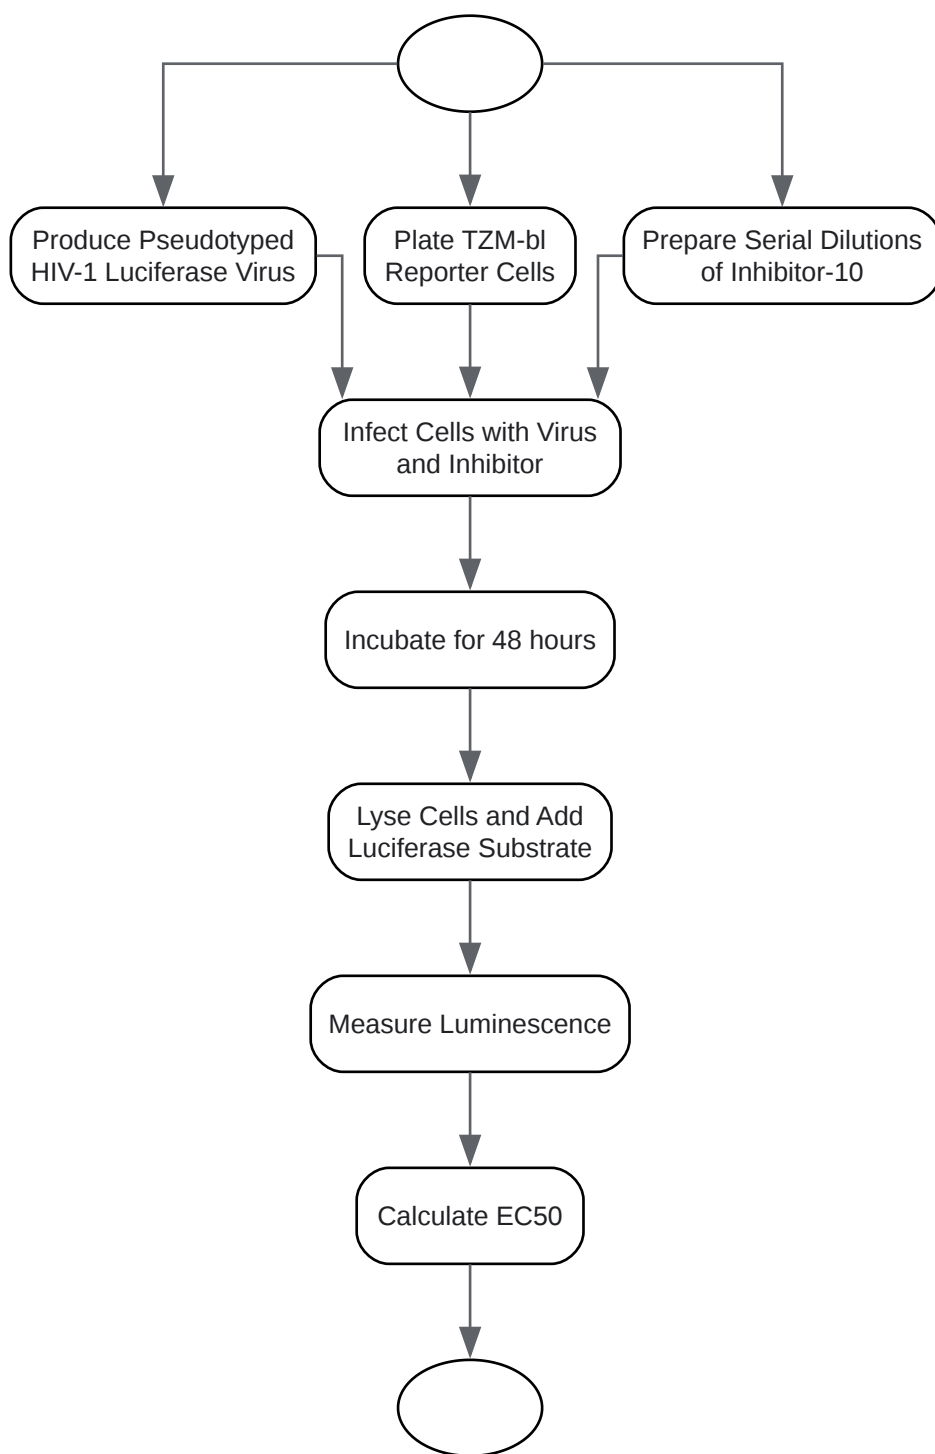 Produce Pseudotyped
HIV-1 Luciferase Virus
Plate TZM-bl
Reporter Cells
Prepare Serial Dilutions
of Inhibitor-10
Infect Cells with Virus
and Inhibitor
Incubate for 48 hours
Lyse Cells and Add
Luciferase Substrate
Measure Luminescence
Calculate EC50